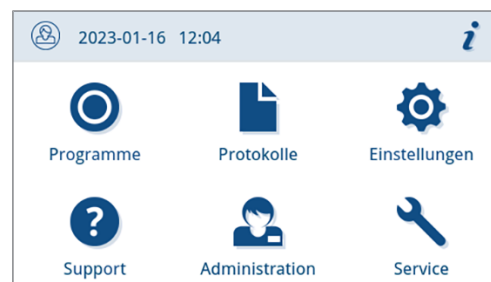 2023-01-16 12:04 i
Programme Protokolle Einstellungen
? 
Support Administration Service